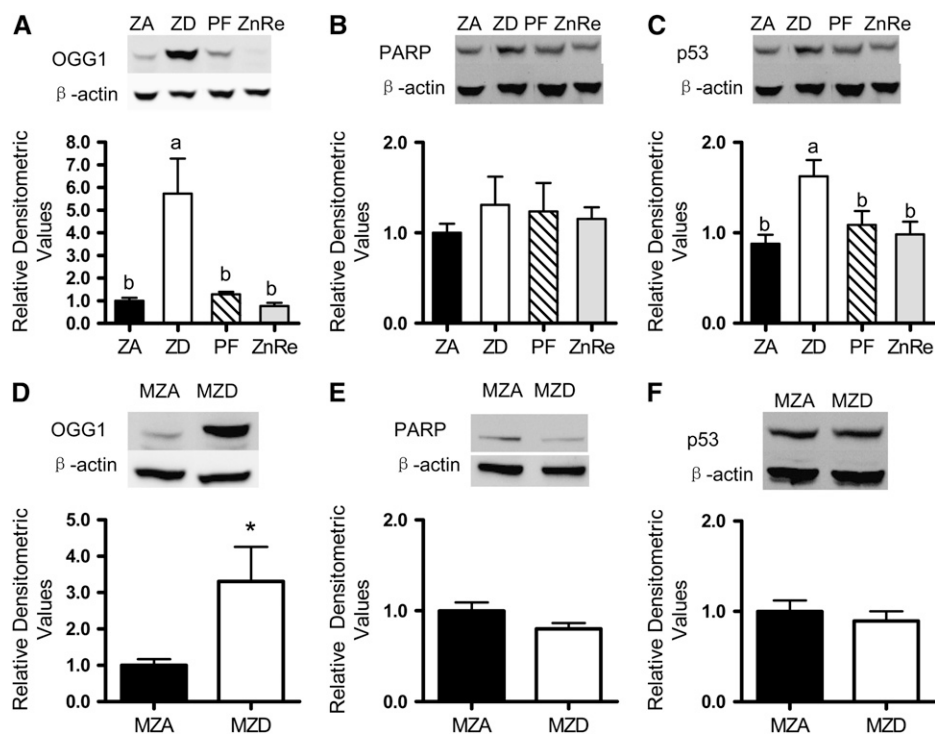 A
ZA ZD PF ZnRe
OGG1
β-actin
Relative Densitometric
Values
8.0
7.0
6.0
5.0
4.0
3.0
2.0
1.0
0.0
b
a
b
b
ZA ZD PF ZnRe
B
ZA ZD PF ZnRe
PARP
β-actin
Relative Densitometric
Values
2.0
1.0
0.0
ZA ZD PF ZnRe
C
ZA ZD PF ZnRe
p53
β-actin
Relative Densitometric
Values
2.0
1.0
0.0
b
a
b
b
ZA ZD PF ZnRe
D
MZA MZD
OGG1
β-actin
Relative Densitometric
Values
5.0
4.0
3.0
2.0
1.0
0.0
*
MZA MZD
E
MZA MZD
PARP
β-actin
Relative Densitometric
Values
2.0
1.0
0.0
MZA MZD
F
MZA MZD
p53
β-actin
Relative Densitometric
Values
2.0
1.0
0.0
MZA MZD